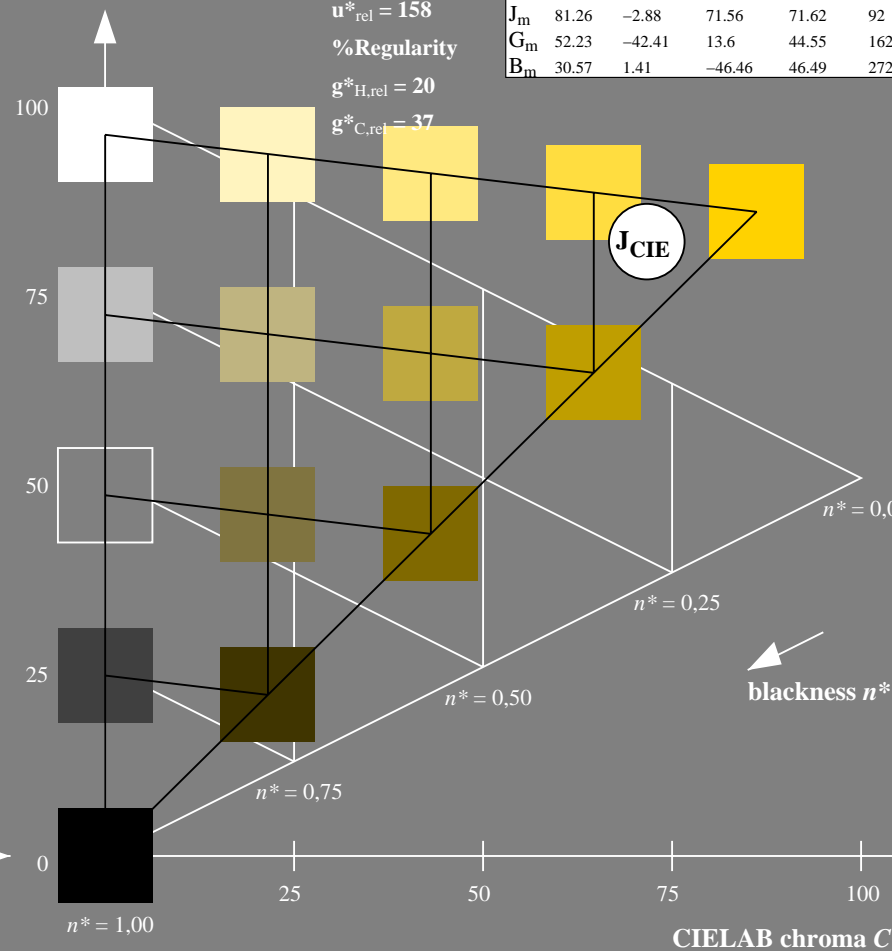 u*rel = 158
%Regularity
g*H,rel = 20
g*C,rel = 37
Jm 81.26 −2.88 71.56 71.62 92
Gm 52.23 −42.41 13.6 44.55 162
Bm 30.57 1.41 −46.46 46.49 272
100
JCIE
75
50
n* = 0,0
n* = 0,25
25
blackness n*
n* = 0,50
n* = 0,75
0
25 50 75 100
n* = 1,00
CIELAB chroma C